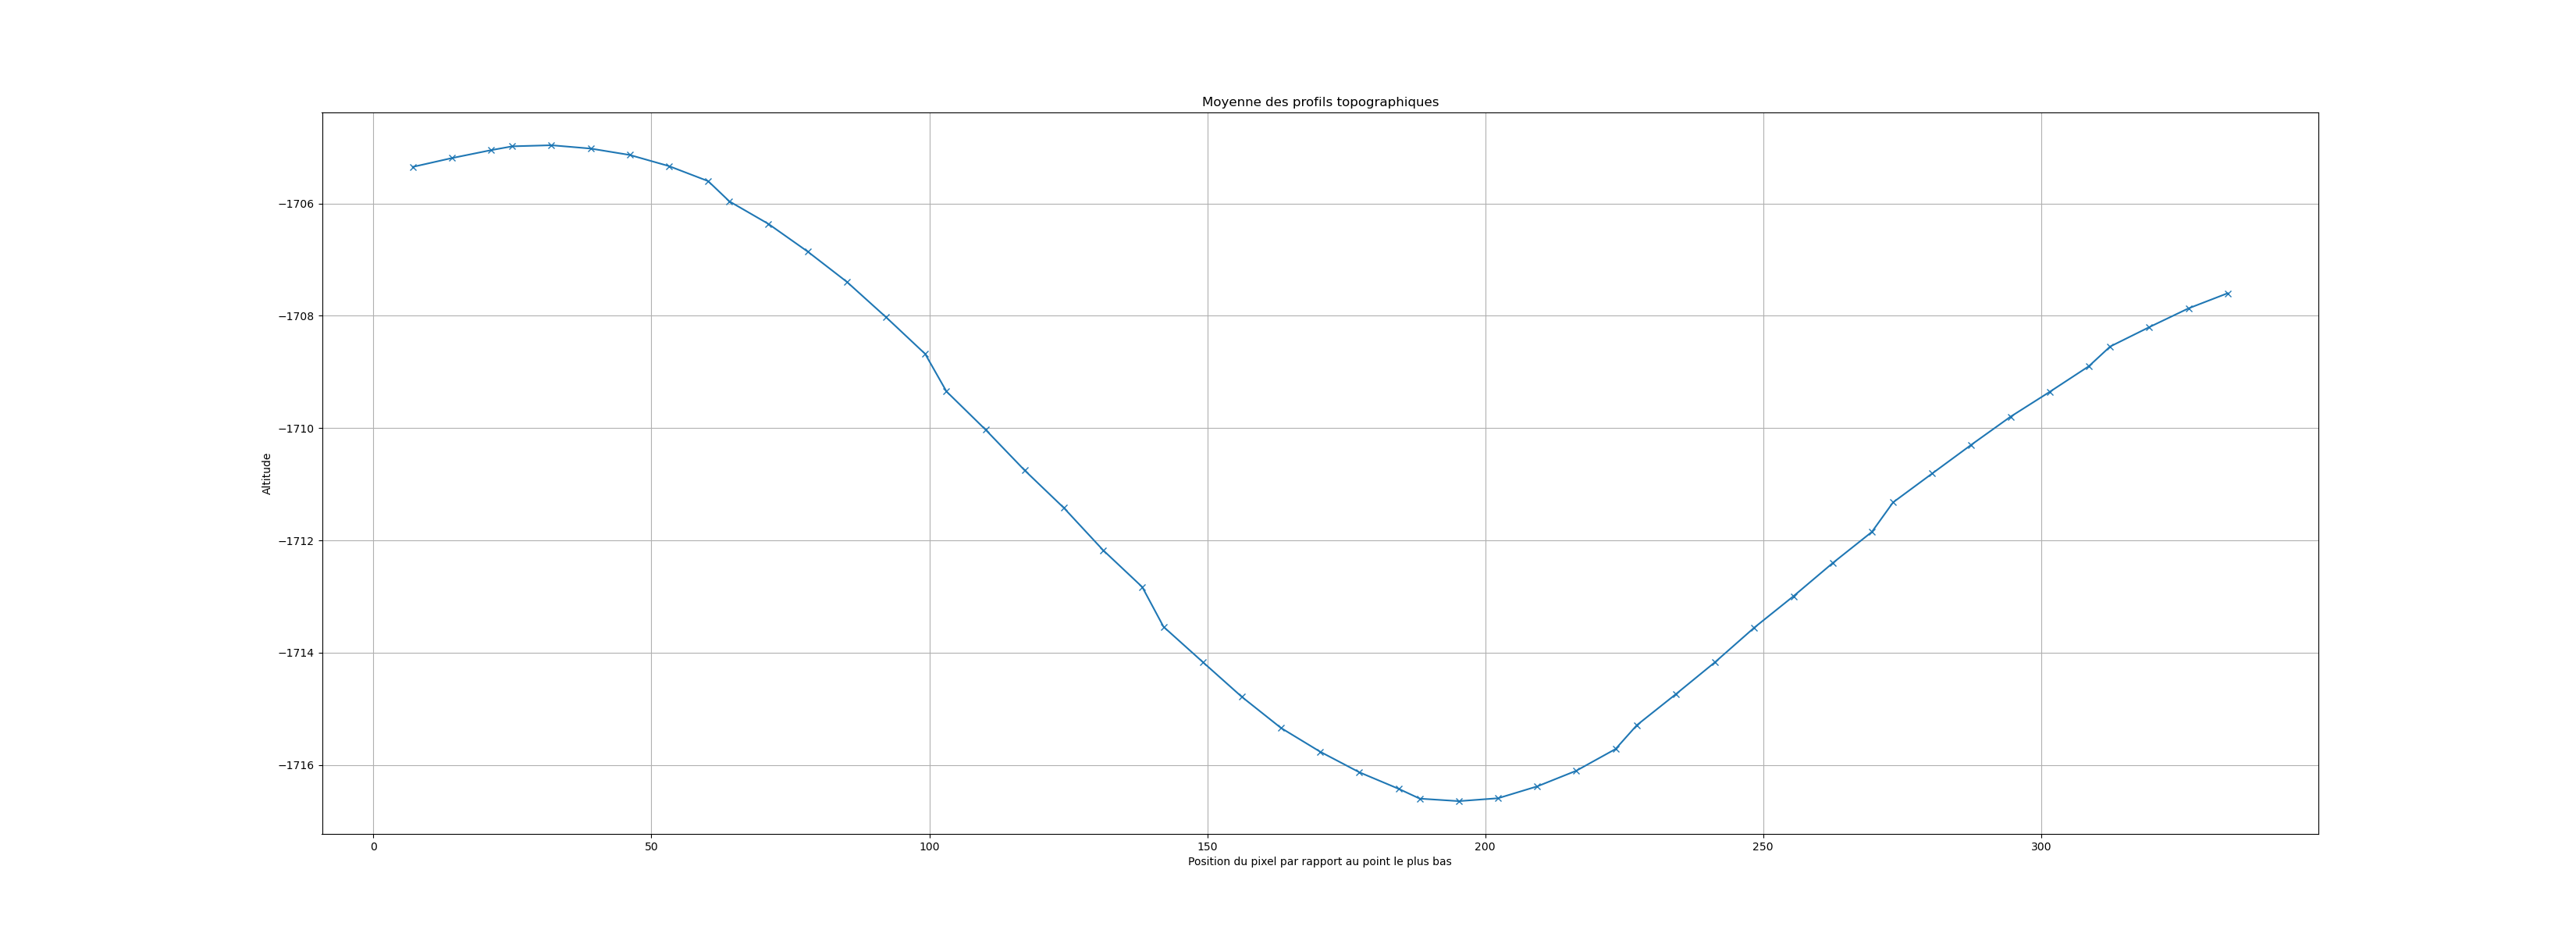 Moyenne des profils topographiques
−1706
−1708
−1710
−1712
−1714
−1716
Altitude
0 50 100 150 200 250 300
Position du pixel par rapport au point le plus bas